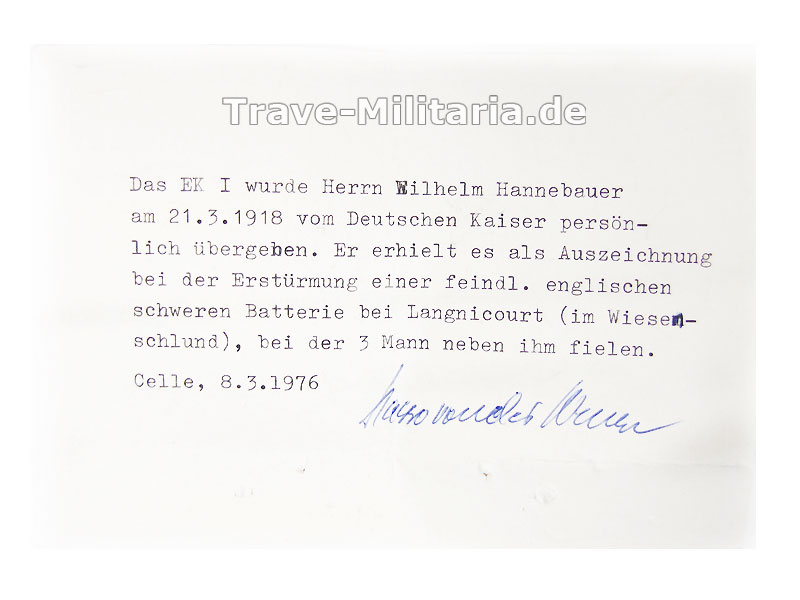 Trave-Militaria.de
Das EK I wurde Herrn Wilhelm Hannebauer
am 21.3.1918 vom Deutschen Kaiser persön-
lich übergeben. Er erhielt es als Auszeichnung
bei der Erstürmung einer feindl. englischen
schweren Batterie bei Langnicourt (im Wiesen-
schlund), bei der 3 Mann neben ihm fielen.
Celle, 8.3.1976